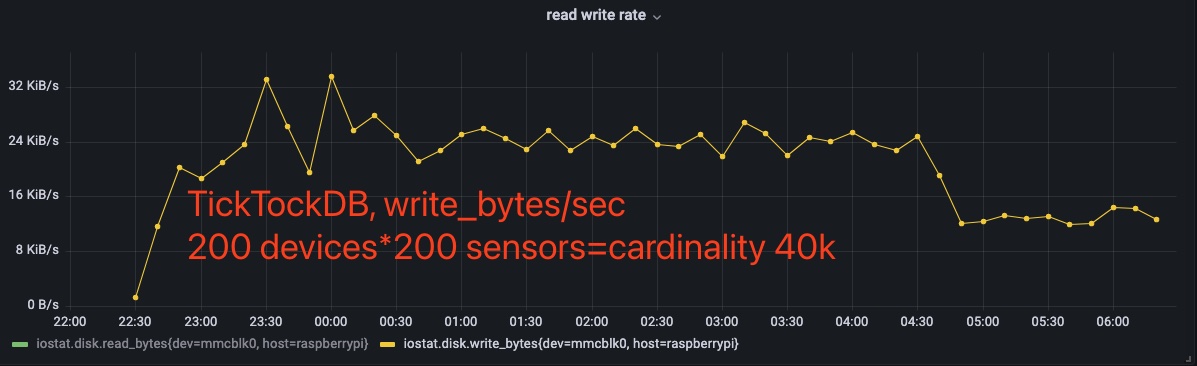 read write rate
32 KiB/s
24 KiB/s
16 KiB/s
8 KiB/s
0 B/s
TickTockDB, write_bytes/sec
200 devices*200 sensors=cardinality 40k
22:00 22:30 23:00 23:30 00:00 00:30 01:00 01:30 02:00 02:30 03:00 03:30 04:00 04:30 05:00 05:30 06:00
iostat.disk.read_bytes{dev=mmcblk0, host=raspberrypi} iostat.disk.write_bytes{dev=mmcblk0, host=raspberrypi}